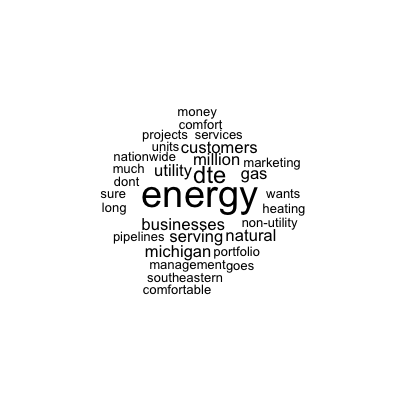 money
comfort
projects services
units customers
nationwide million marketing
much utility dte gas
dont
sure energy wants
long heating
businesses non-utility
pipelines serving natural
michigan portfolio
management goes
southeastern
comfortable